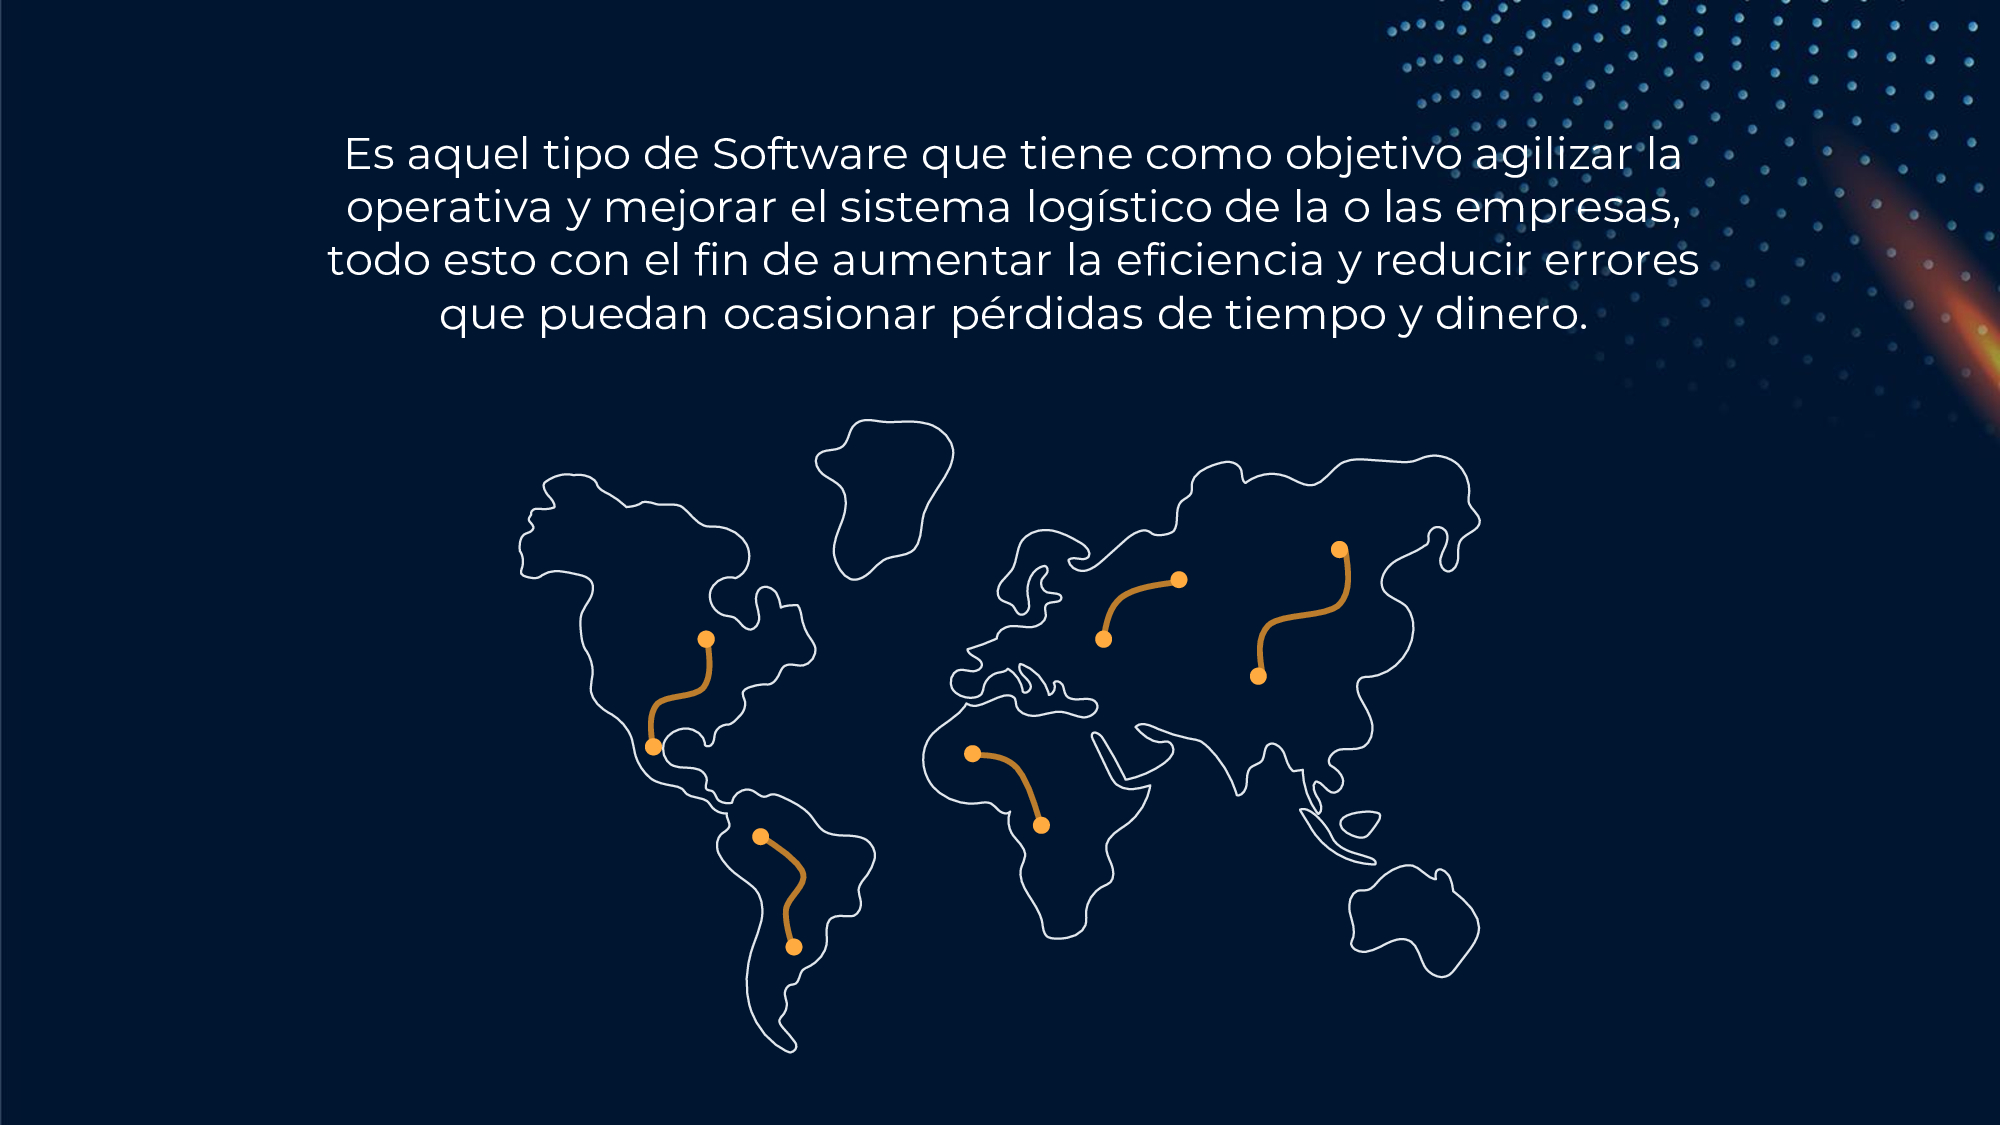 Es aquel tipo de Software que tiene como objetivo agilizar la
operativa y mejorar el sistema logístico de la o las empresas,
todo esto con el fin de aumentar la eficiencia y reducir errores
que puedan ocasionar pérdidas de tiempo y dinero.